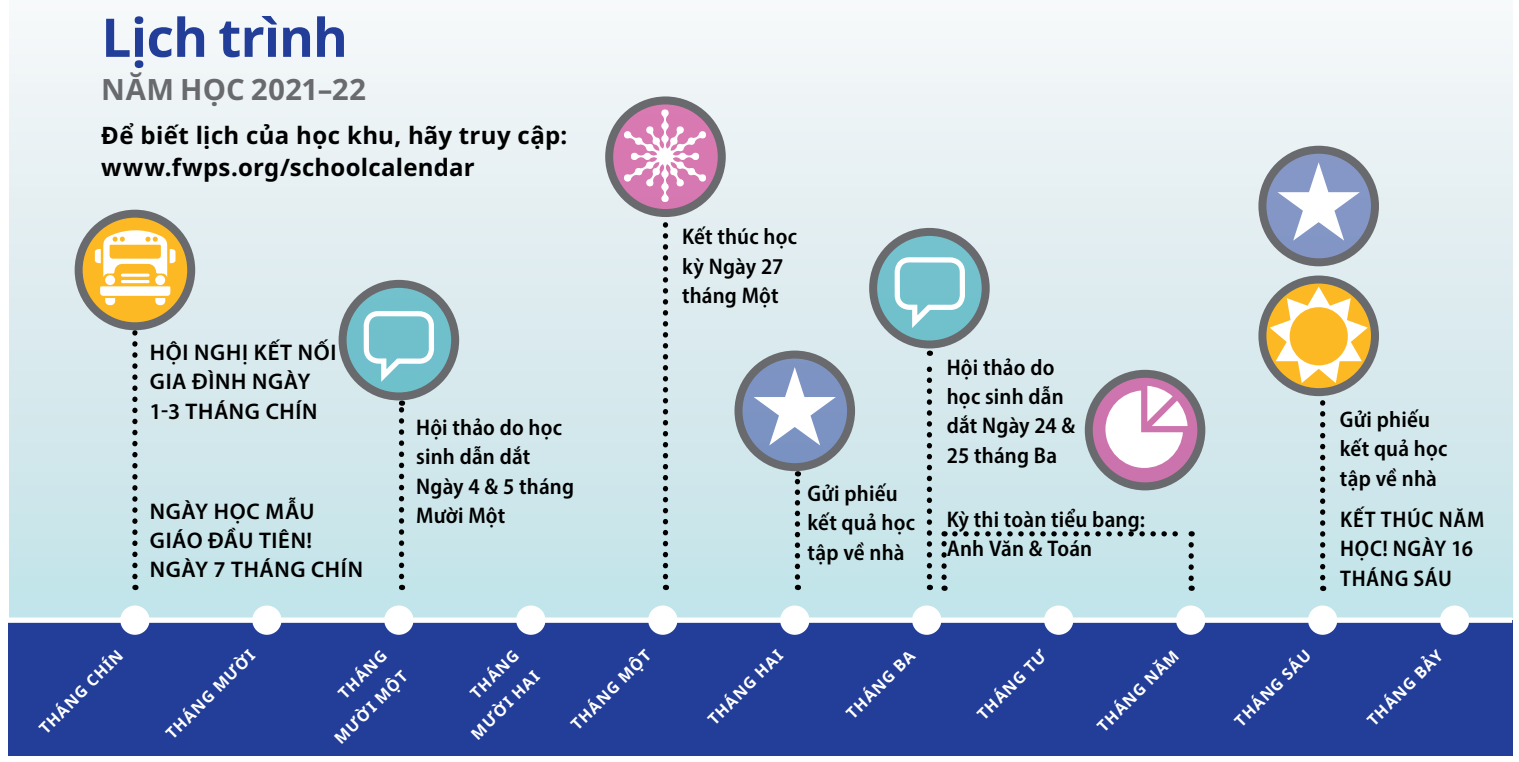 Lịch trình
NĂM HỌC 2021–22
Để biết lịch của học khu, hãy truy cập:
www.fwps.org/schoolcalendar
HỘI NGHỊ KẾT NỐI
GIA ĐÌNH NGÀY
1-3 THÁNG CHÍN
NGÀY HỌC MẪU
GIÁO ĐẦU TIÊN!
NGÀY 7 THÁNG CHÍN
Hội thảo do học
sinh dẫn dắt
Ngày 4 & 5 tháng
Mười Một
Kết thúc học
kỳ Ngày 27
tháng Một
Gửi phiếu
kết quả học
tập về nhà
Hội thảo do
học sinh dẫn
dắt Ngày 24 &
25 tháng Ba
Kỳ thi toàn tiểu bang:
Anh Văn & Toán
Gửi phiếu
kết quả học
tập về nhà
KẾT THÚC NĂM
HỌC! NGÀY 16
THÁNG SÁU
THÁNG CHÍN
THÁNG MƯỜI
THÁNG
MƯỜI MỘT
THÁNG
MƯỜI HAI
THÁNG MỘT
THÁNG HAI
THÁNG BA
THÁNG TƯ
THÁNG NĂM
THÁNG SÁU
THÁNG BẢY